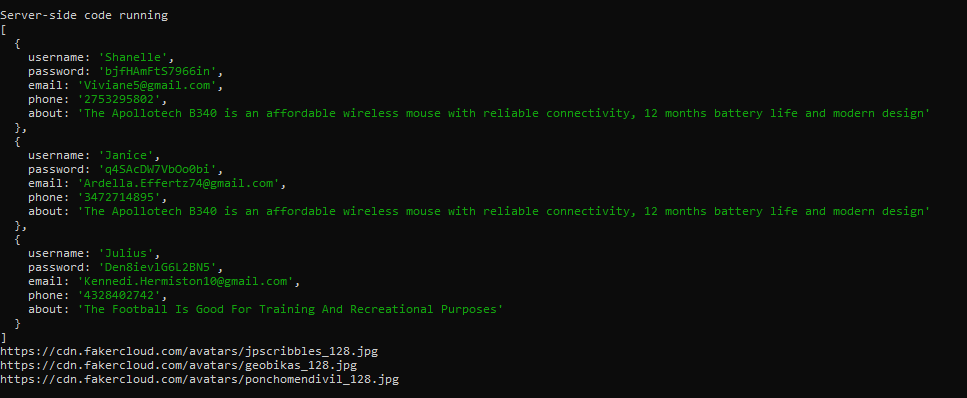 Server-side code running
[
  {
    username: 'Shanelle',
    password: 'bjfHAmFtS7966in',
    email: 'Viviane5@gmail.com',
    phone: '2753295802',
    about: 'The Apollotech B340 is an affordable wireless mouse with reliable connectivity, 12 months battery life and modern design'
  },
  {
    username: 'Janice',
    password: 'q4SAcDW7VbOo0bi',
    email: 'Ardella.Effertz74@gmail.com',
    phone: '3472714895',
    about: 'The Apollotech B340 is an affordable wireless mouse with reliable connectivity, 12 months battery life and modern design'
  },
  {
    username: 'Julius',
    password: 'Den8ievlG6L2BN5',
    email: 'Kennedi.Hermiston10@gmail.com',
    phone: '4328402742',
    about: 'The Football Is Good For Training And Recreational Purposes'
  }
]
https://cdn.fakercloud.com/avatars/jpscribbles_128.jpg
https://cdn.fakercloud.com/avatars/geobikas_128.jpg
https://cdn.fakercloud.com/avatars/ponchomendivil_128.jpg